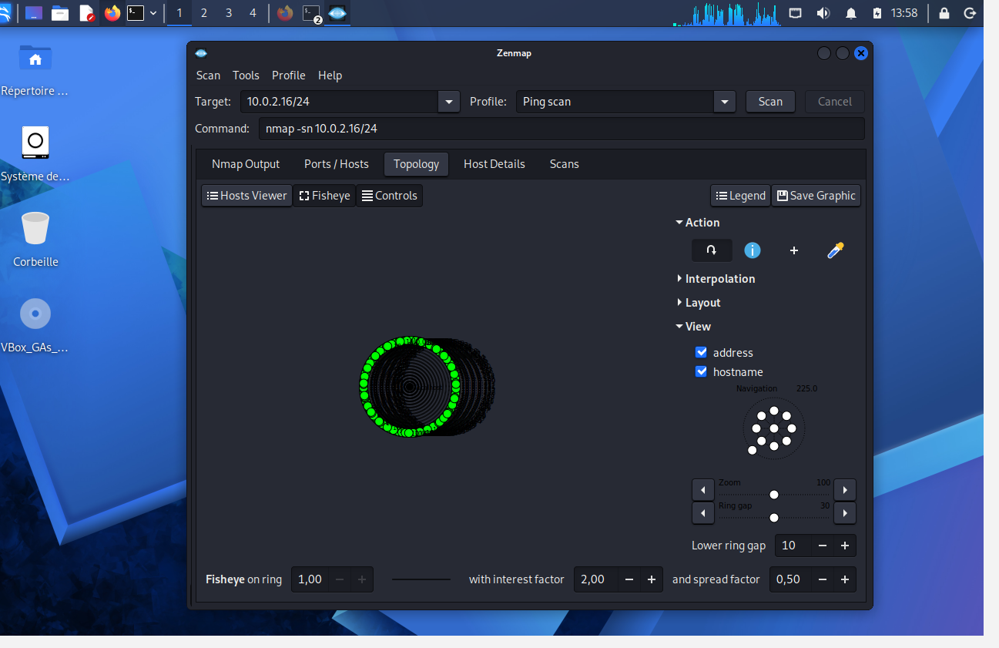 1 2 3 4 2 13:58
Zenmap
Scan Tools Profile Help
Target: 10.0.2.16/24 Profile: Ping scan Scan Cancel
Command: nmap -sn 10.0.2.16/24
Nmap Output Ports / Hosts Topology Host Details Scans
Hosts Viewer Fisheye Controls Legend Save Graphic
Action
Interpolation
Layout
View
address
hostname
Navigation 225.0
Zoom 100
Ring gap 30
Lower ring gap 10
Fisheye on ring 1,00 with interest factor 2,00 and spread factor 0,50
Répertoire ...
Système de...
Corbeille
VBox_GAs_...